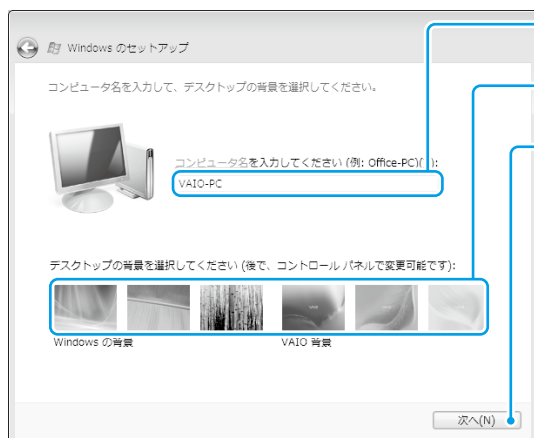 Windows のセットアップ
コンピュータ名を入力して、デスクトップの背景を選択してください。
コンピュータ名を入力してください (例: Office-PC)( ):
VAIO-PC
デスクトップの背景を選択してください (後で、コントロール パネルで変更可能です):
Windows の背景
VAIO 背景
次へ(N)